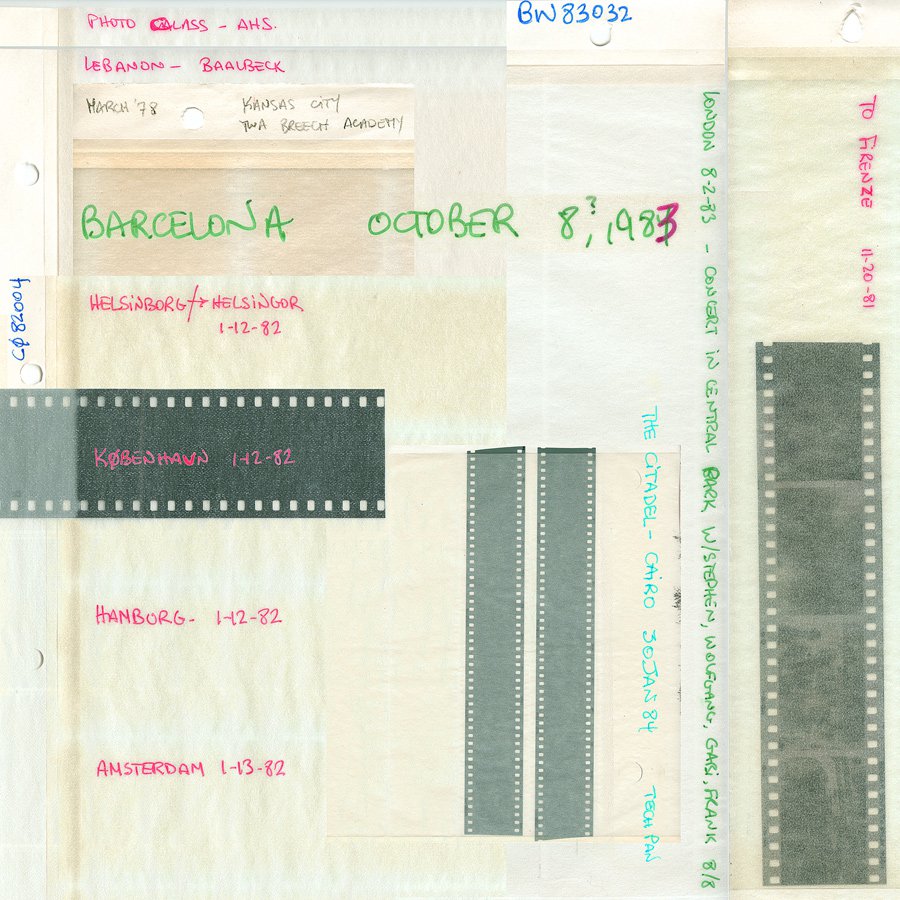 PHOTO CLASS - AHS.
LEBANON - BAALBECK
MARCH '78
KANSAS CITY
TWA BREECH ACADEMY
BARCELONA OCTOBER 8?, 1983
HELSINBORG / → HELSINGOR
1-12-82
KØBENHAVN 1-12-82
HAMBURG - 1-12-82
AMSTERDAM 1-13-82
CØ82004
BW83032
THE CITADEL - CAIRO 30 JAN 84 TECH PAN
LONDON 8-2-83 - CONCERT IN CENTRAL PARK W/STEPHEN, WOLFGANG, GABI, FRANK 8/8
TO FIRENZE 11-20-81